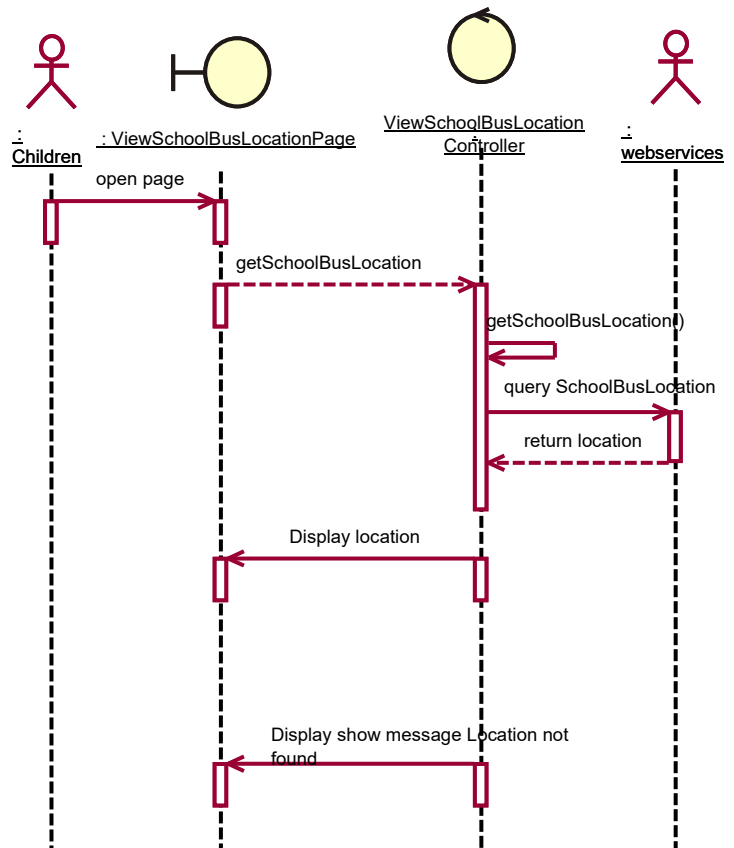 :
Children
: ViewSchoolBusLocationPage
ViewSchoolBusLocation
:
Controller
:
webservices
open page
getSchoolBusLocation
getSchoolBusLocation()
query SchoolBusLocation
return location
Display location
Display show message Location not
found